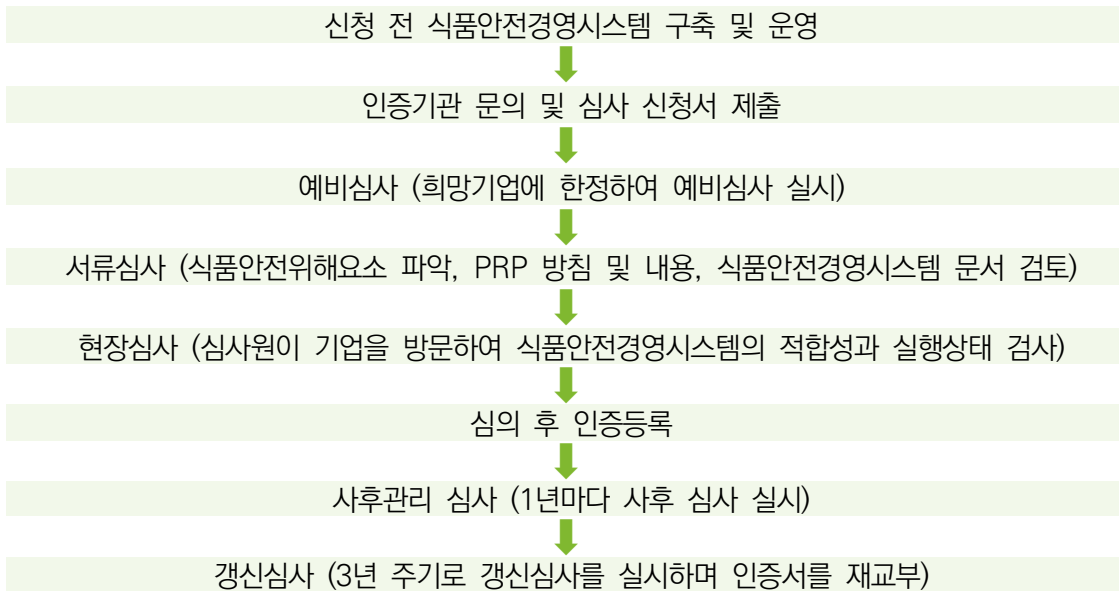 신청 전 식품안전경영시스템 구축 및 운영
인증기관 문의 및 심사 신청서 제출
예비심사 (희망기업에 한정하여 예비심사 실시)
서류심사 (식품안전위해요소 파악, PRP 방침 및 내용, 식품안전경영시스템 문서 검토)
현장심사 (심사원이 기업을 방문하여 식품안전경영시스템의 적합성과 실행상태 검사)
심의 후 인증등록
사후관리 심사 (1년마다 사후 심사 실시)
갱신심사 (3년 주기로 갱신심사를 실시하며 인증서를 재교부)